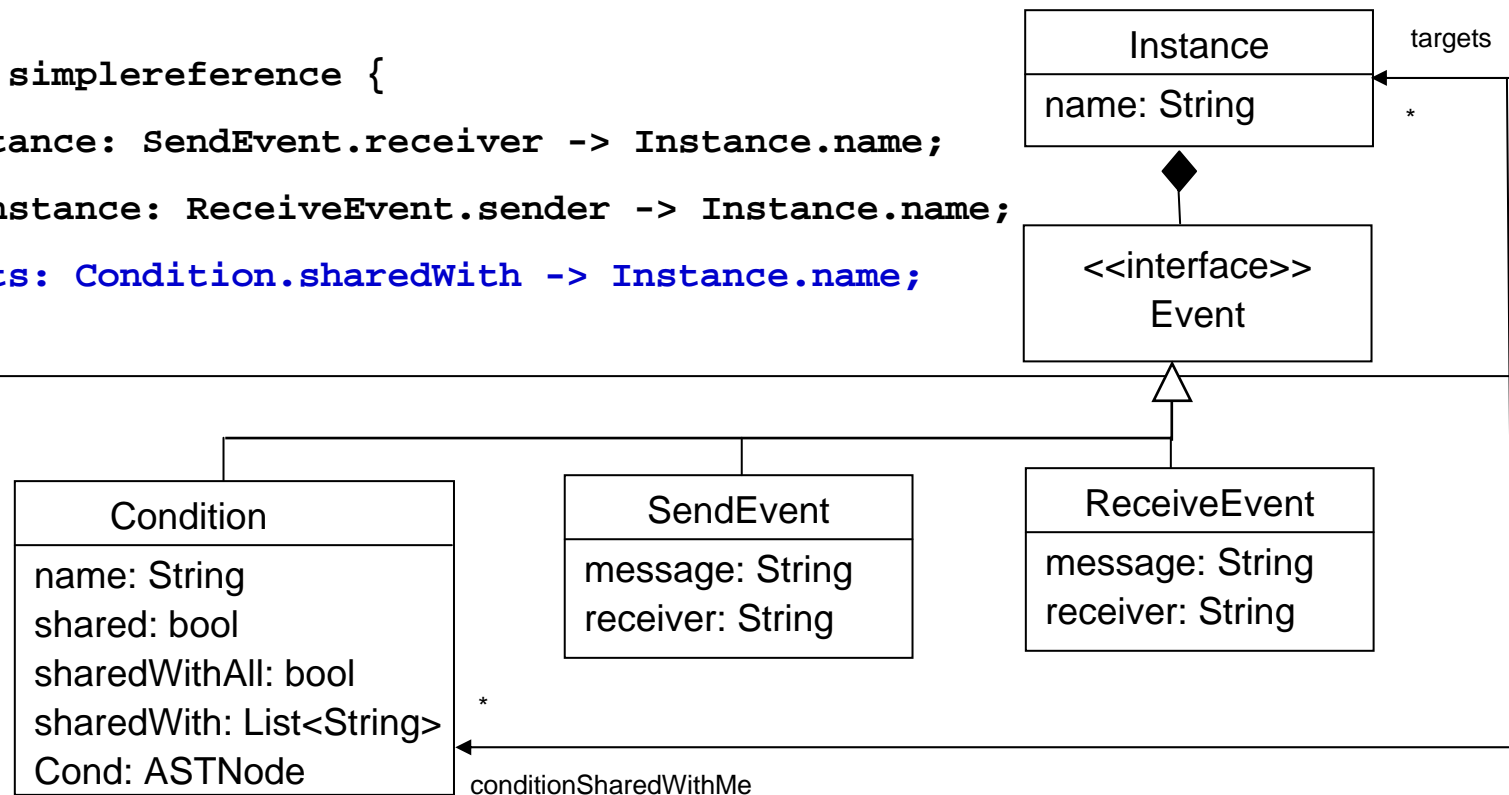 simplereference {
tance: SendEvent.receiver -> Instance.name;
nstance: ReceiveEvent.sender -> Instance.name;
ts: Condition.sharedWith -> Instance.name;
Instance
name: String
targets
*
<<interface>>
Event
Condition
name: String
shared: bool
sharedWithAll: bool
sharedWith: List<String>
Cond: ASTNode
SendEvent
message: String
receiver: String
ReceiveEvent
message: String
receiver: String
*
conditionSharedWithMe